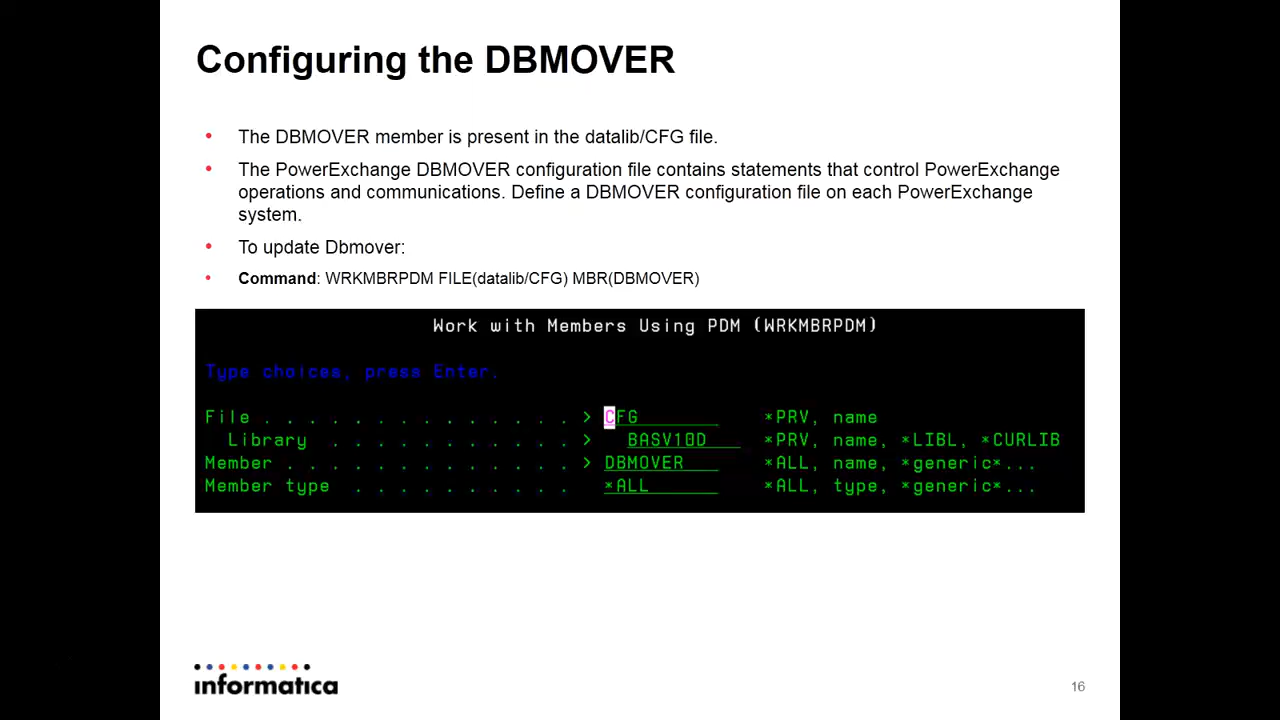 Configuring the DBMOVER
• The DBMOVER member is present in the datalib/CFG file.
• The PowerExchange DBMOVER configuration file contains statements that control PowerExchange
operations and communications. Define a DBMOVER configuration file on each PowerExchange
system.
• To update Dbmover:
• Command: WRKMBRPDM FILE(datalib/CFG) MBR(DBMOVER)
Work with Members Using PDM (WRKMBRPDM)
Type choices, press Enter.
File . . . . . . . . . . . . . . > CFG *PRV, name
Library . . . . . . . . . . . > BASV10D *PRV, name, *LIBL, *CURLIB
Member . . . . . . . . . . . . . > DBMOVER *ALL, name, *generic*...
Member type . . . . . . . . . . *ALL *ALL, type, *generic*...
informatica
16